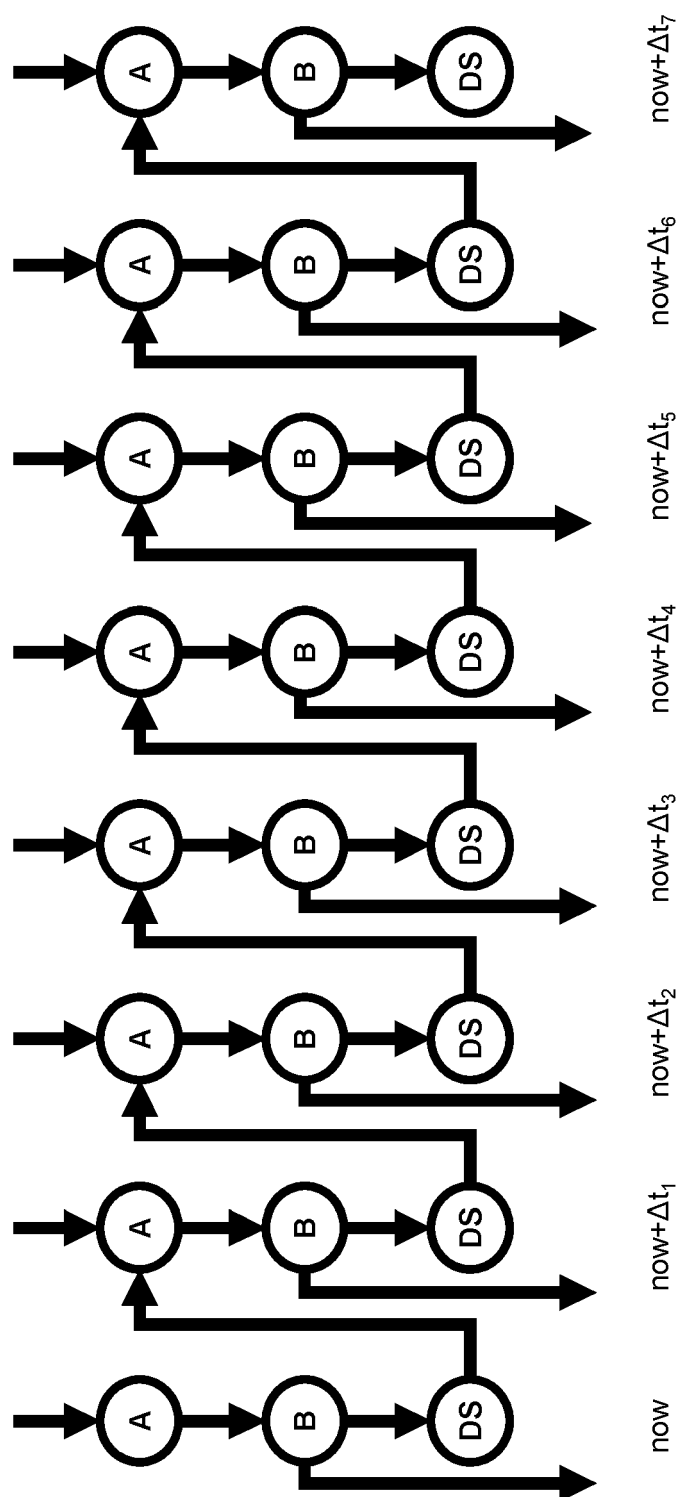 A A A A A A A A
B B B B B B B B
DS DS DS DS DS DS DS DS
now now+Δt₁ now+Δt₂ now+Δt₃ now+Δt₄ now+Δt₅ now+Δt₆ now+Δt₇